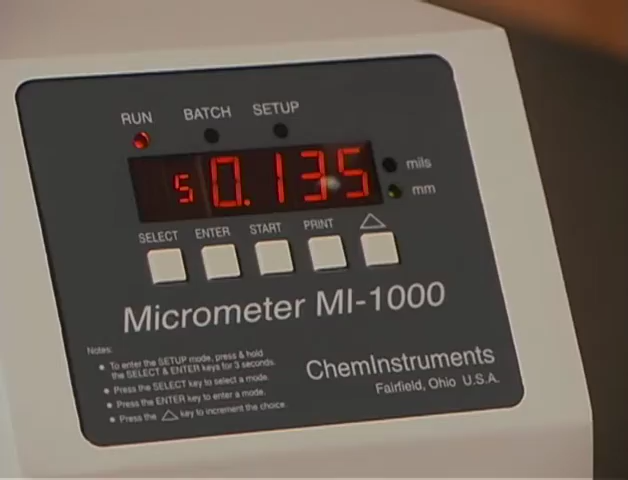 RUN BATCH SETUP
5 0.135
mils
mm
SELECT ENTER START PRINT △
Micrometer MI-1000
Notes:
• To enter the SETUP mode, press & hold
the SELECT & ENTER keys for 3 seconds.
• Press the SELECT key to select a mode.
• Press the ENTER key to enter a mode.
• Press the △ key to increment the choice.
ChemInstruments
Fairfield, Ohio U.S.A.